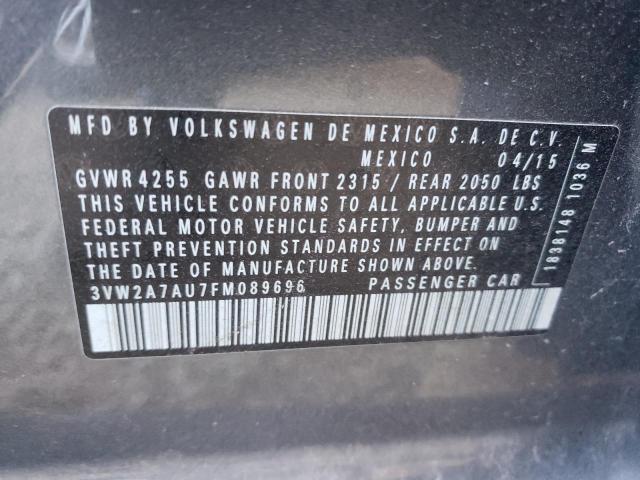 MFD BY VOLKSWAGEN DE MEXICO S.A. DE C.V.
MEXICO 04/15
GVWR 4255 GAWR FRONT 2315 / REAR 2050 LBS
THIS VEHICLE CONFORMS TO ALL APPLICABLE U.S.
FEDERAL MOTOR VEHICLE SAFETY, BUMPER AND
THEFT PREVENTION STANDARDS IN EFFECT ON
THE DATE OF MANUFACTURE SHOWN ABOVE.
3VW2A7AU7FM089696 PASSENGER CAR
1838148 1036 M